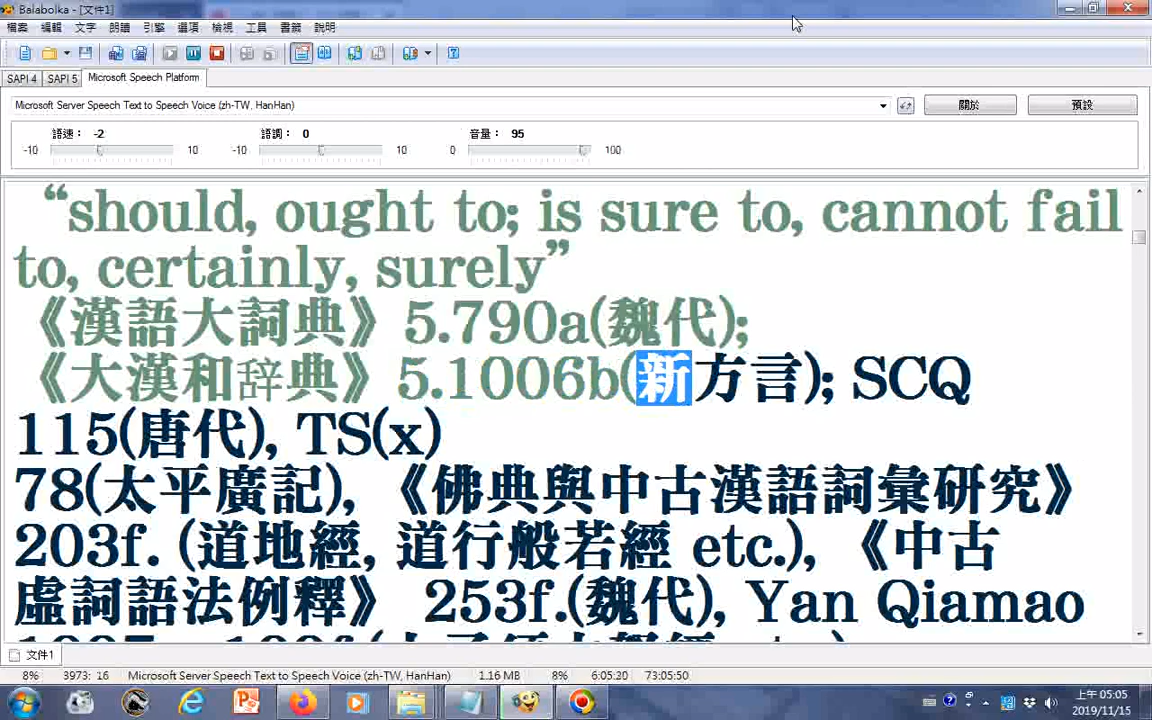 Balabolka - [文件1]
檔案 編輯 文字 朗讀 引擎 選項 檢視 工具 書籤 說明
SAPI 4 SAPI 5 Microsoft Speech Platform
Microsoft Server Speech Text to Speech Voice (zh-TW, HanHan) 關於 預設
語速： -2 語調： 0 音量： 95
-10 10 -10 10 0 100
“should, ought to; is sure to, cannot fail
to, certainly, surely”
《漢語大詞典》 5.790a(魏代);
《大漢和辞典》 5.1006b(新方言); SCQ
115(唐代), TS(x)
78(太平廣記), 《佛典與中古漢語詞彙研究》
203f. (道地經, 道行般若經 etc.), 《中古
虛詞語法例釋》 253f.(魏代), Yan Qiamao
文件1
8% 3973: 16 Microsoft Server Speech Text to Speech Voice (zh-TW, HanHan) 1.16 MB 8% 6:05:20 73:05:50
上午 05:05
2019/11/15